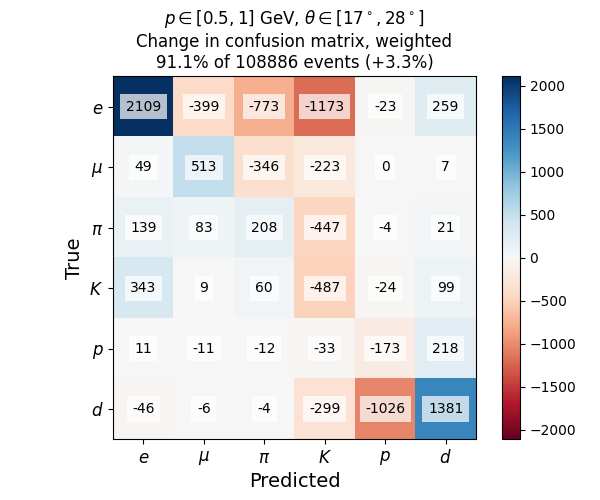 p ∈ [0.5, 1] GeV, θ ∈ [17°, 28°]
Change in confusion matrix, weighted
91.1% of 108886 events (+3.3%)
e 2109 -399 -773 -1173 -23 259
μ 49 513 -346 -223 0 7
π 139 83 208 -447 -4 21
K 343 9 60 -487 -24 99
p 11 -11 -12 -33 -173 218
d -46 -6 -4 -299 -1026 1381
e μ π K p d
Predicted
True
2000
1500
1000
500
0
−500
−1000
−1500
−2000